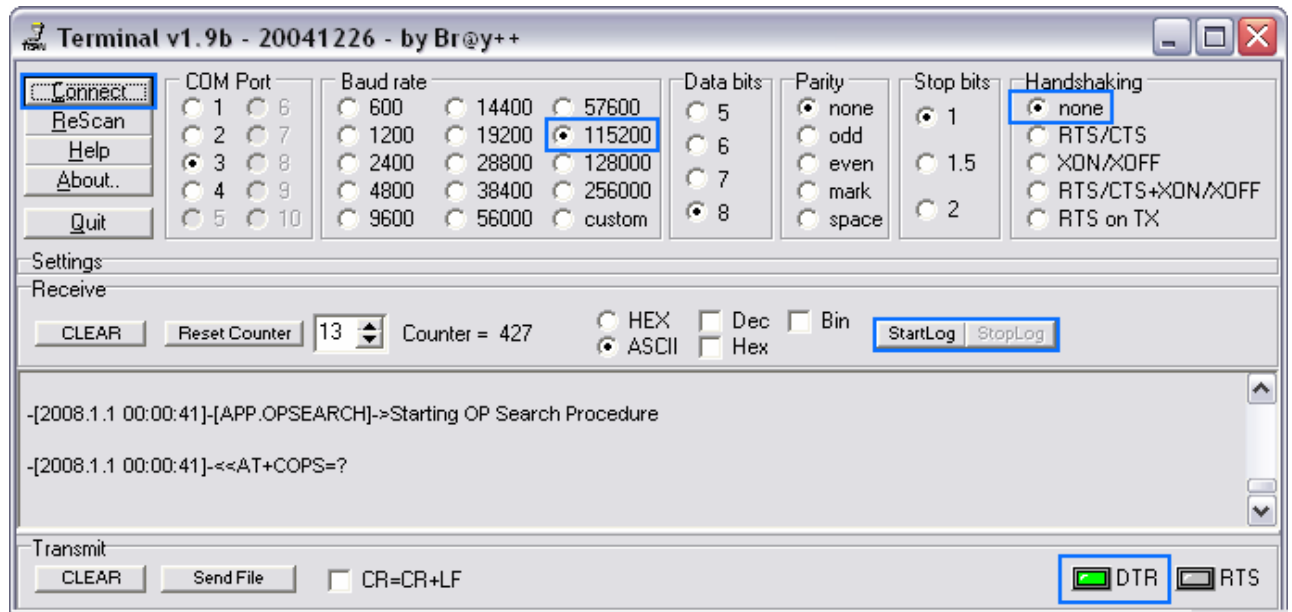 Terminal v1.9b - 20041226 - by Br@y++
Connect
ReScan
Help
About..
Quit
COM Port
1 6
2 7
3 8
4 9
5 10
Baud rate
600 14400 57600
1200 19200 115200
2400 28800 128000
4800 38400 256000
9600 56000 custom
Data bits
5
6
7
8
Parity
none
odd
even
mark
space
Stop bits
1
1.5
2
Handshaking
none
RTS/CTS
XON/XOFF
RTS/CTS+XON/XOFF
RTS on TX
Settings
Receive
CLEAR Reset Counter 13 Counter = 427
HEX Dec Bin
ASCII Hex
StartLog StopLog
-[2008.1.1 00:00:41]-[APP.OPSEARCH]->Starting OP Search Procedure
-[2008.1.1 00:00:41]-<<AT+COPS=?
Transmit
CLEAR Send File CR=CR+LF DTR RTS